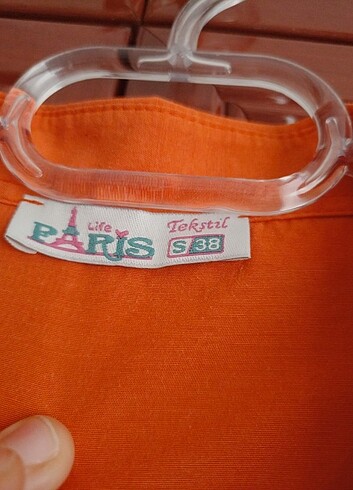 Life
PARIS
Tekstil
S 38